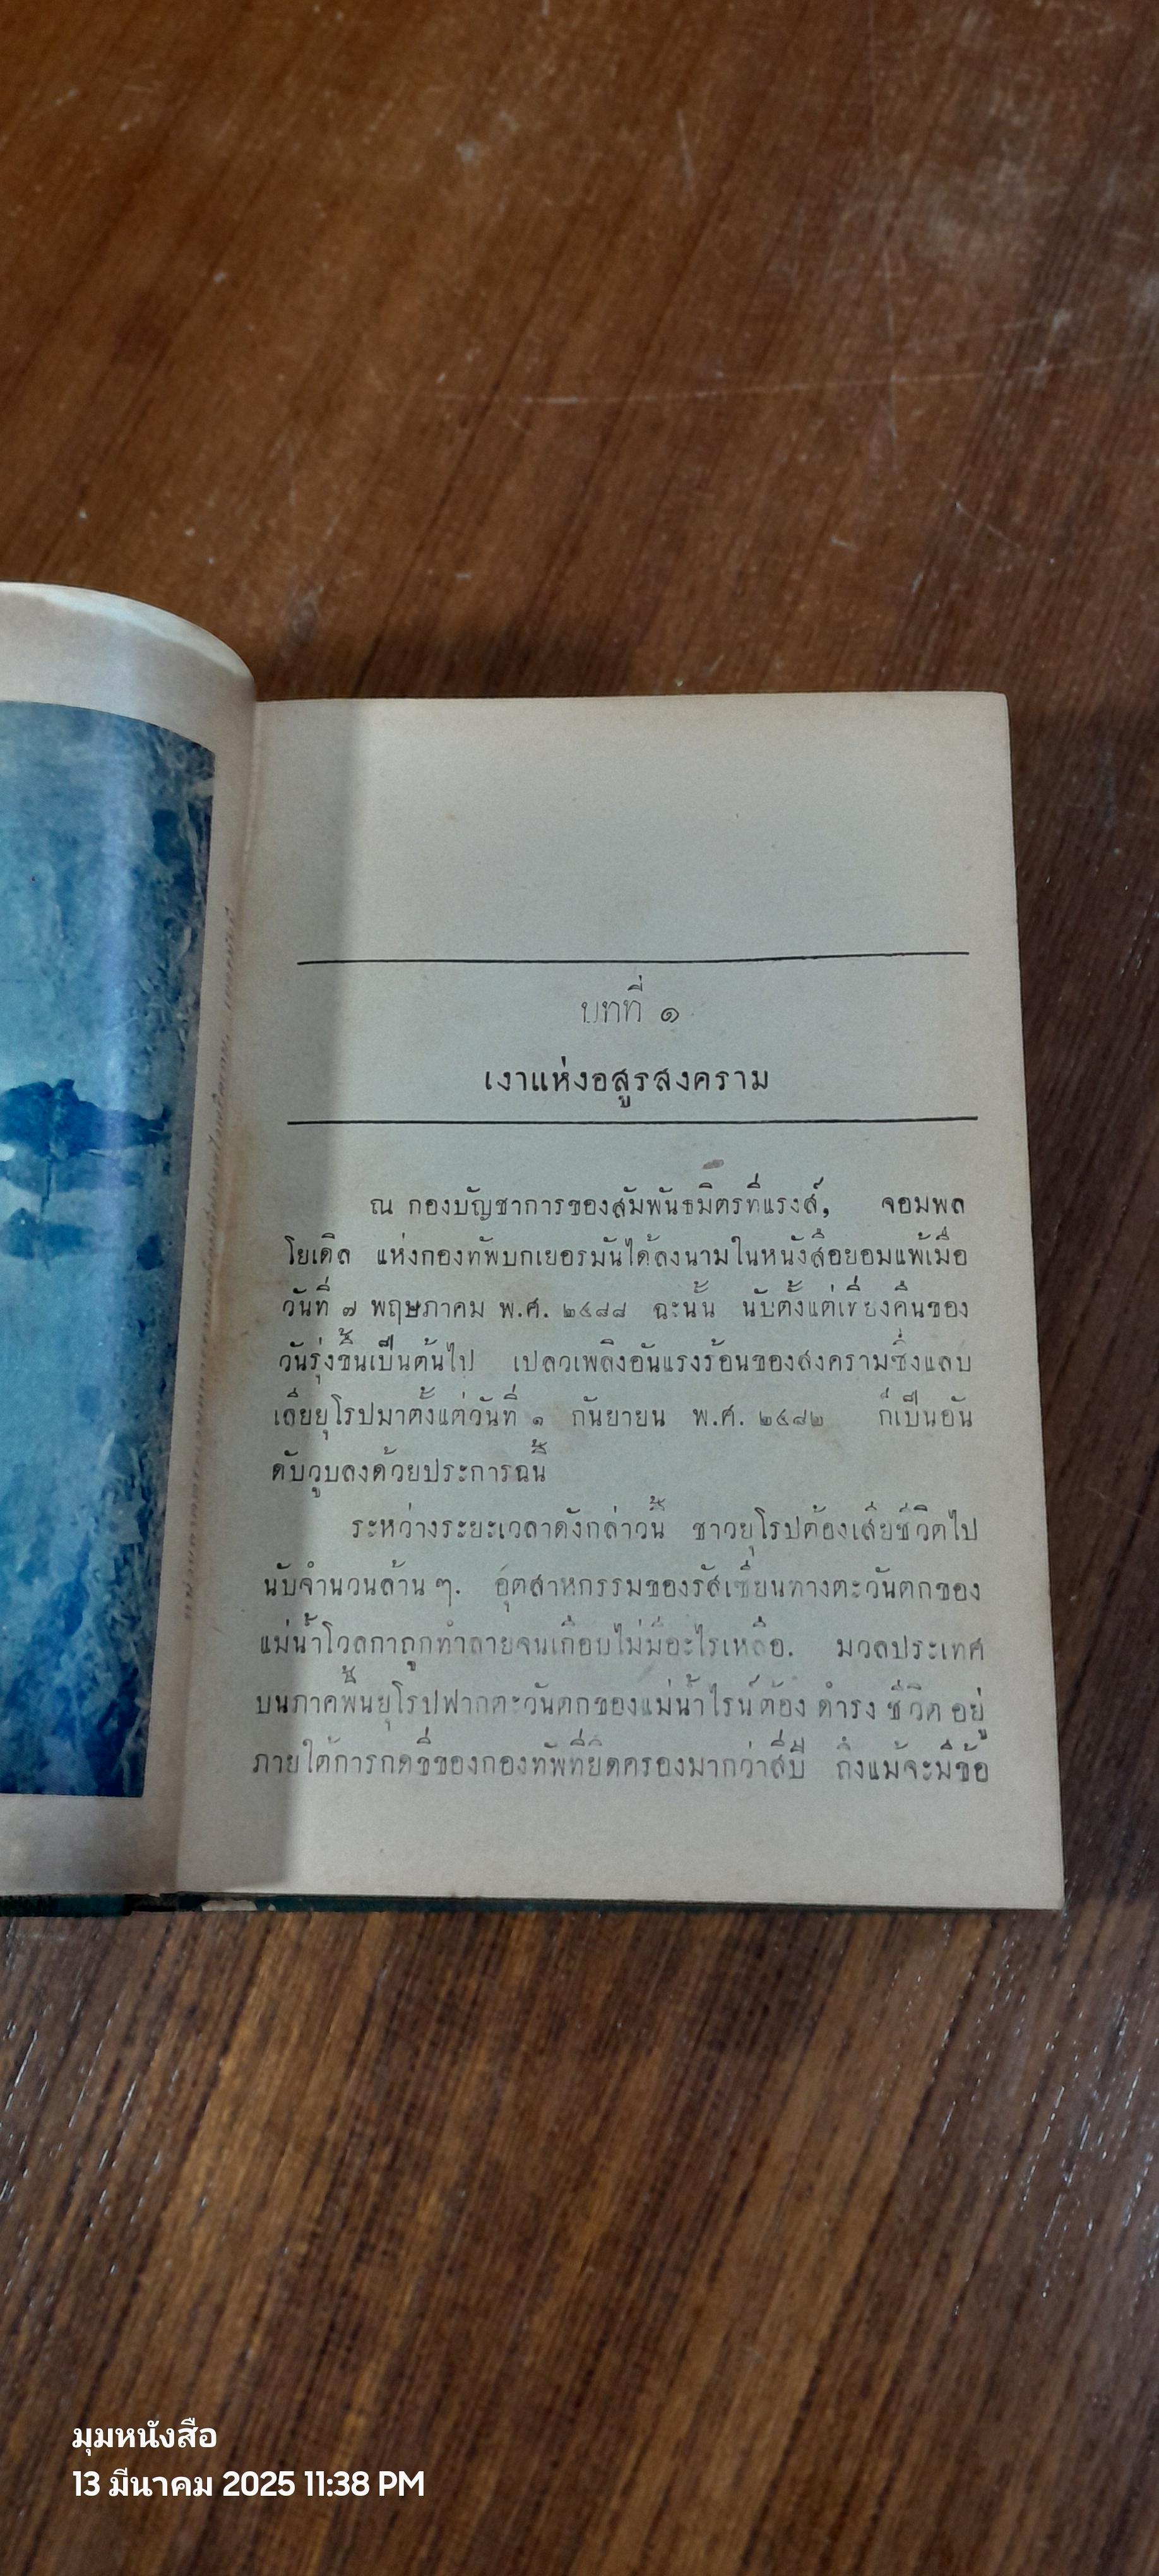 บทที่ ๑
เงาแห่งอสูรสงคราม
ณ กองบัญชาการของสัมพันธมิตรที่แรงส์, จอมพล
โยเดิล แห่งกองทัพบกเยอรมันได้ลงนามในหนังสือยอมแพ้เมื่อ
วันที่ ๗ พฤษภาคม พ.ศ. ๒๔๘๘ ฉะนั้น นับตั้งแต่เที่ยงคืนของ
วันรุ่งขึ้นเป็นต้นไป เปลวเพลิงอันแรงร้อนของสงครามซึ่งแลบ
เลียยุโรปมาตั้งแต่วันที่ ๑ กันยายน พ.ศ. ๒๔๘๒ ก็เป็นอัน
ดับวูบลงด้วยประการฉนี้
ระหว่างระยะเวลาดังกล่าวนี้ ชาวยุโรปต้องเสียชีวิตไป
นับจำนวนล้าน ๆ. อุตสาหกรรมของรัสเซียนทางตะวันตกของ
แม่น้ำโวลกาถูกทำลายจนเกือบไม่มีอะไรเหลือ. มวลประเทศ
บนภาคพื้นยุโรปฟากตะวันตกของแม่น้ำไรน์ต้อง ดำรง ชีวิต อยู่
ภายใต้การกดขี่ของกองทัพที่ยึดครองมากว่าสี่ปี ถึงแม้จะมีข้อ
มุมหนังสือ
13 มีนาคม 2025 11:38 PM